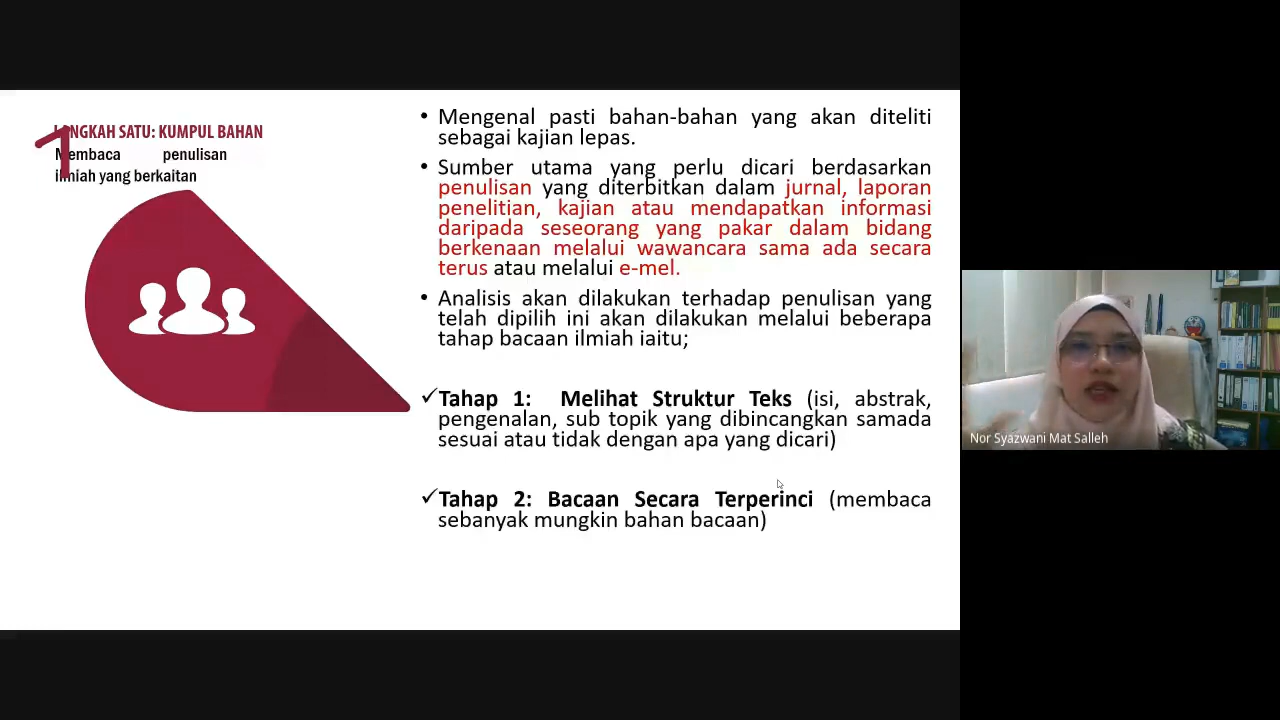 1
LANGKAH SATU: KUMPUL BAHAN
Membaca penulisan
ilmiah yang berkaitan
• Mengenal pasti bahan-bahan yang akan diteliti
sebagai kajian lepas.
• Sumber utama yang perlu dicari berdasarkan
penulisan yang diterbitkan dalam jurnal, laporan
penelitian, kajian atau mendapatkan informasi
daripada seseorang yang pakar dalam bidang
berkenaan melalui wawancara sama ada secara
terus atau melalui e-mel.
• Analisis akan dilakukan terhadap penulisan yang
telah dipilih ini akan dilakukan melalui beberapa
tahap bacaan ilmiah iaitu;
✓Tahap 1: Melihat Struktur Teks (isi, abstrak,
pengenalan, sub topik yang dibincangkan samada
sesuai atau tidak dengan apa yang dicari)
✓Tahap 2: Bacaan Secara Terperinci (membaca
sebanyak mungkin bahan bacaan)
Nor Syazwani Mat Salleh